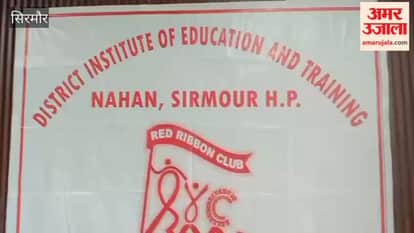 सिरमौर
अमर
उजाला
amarujala.com
DISTRICT INSTITUTE OF EDUCATION AND TRAINING
NAHAN, SIRMOUR H.P.
RED RIBBON CLUB